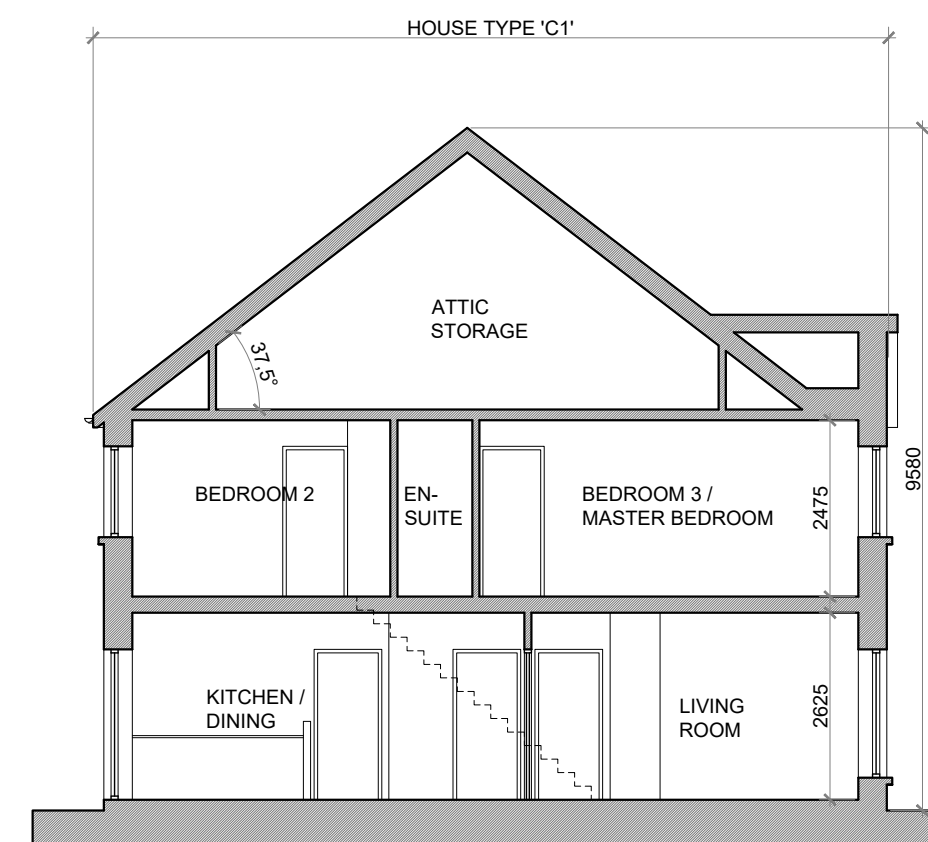 HOUSE TYPE 'C1'
ATTIC
STORAGE
37,5°
9580
BEDROOM 2
EN-
SUITE
BEDROOM 3 /
MASTER BEDROOM
2475
KITCHEN /
DINING
LIVING
ROOM
2625